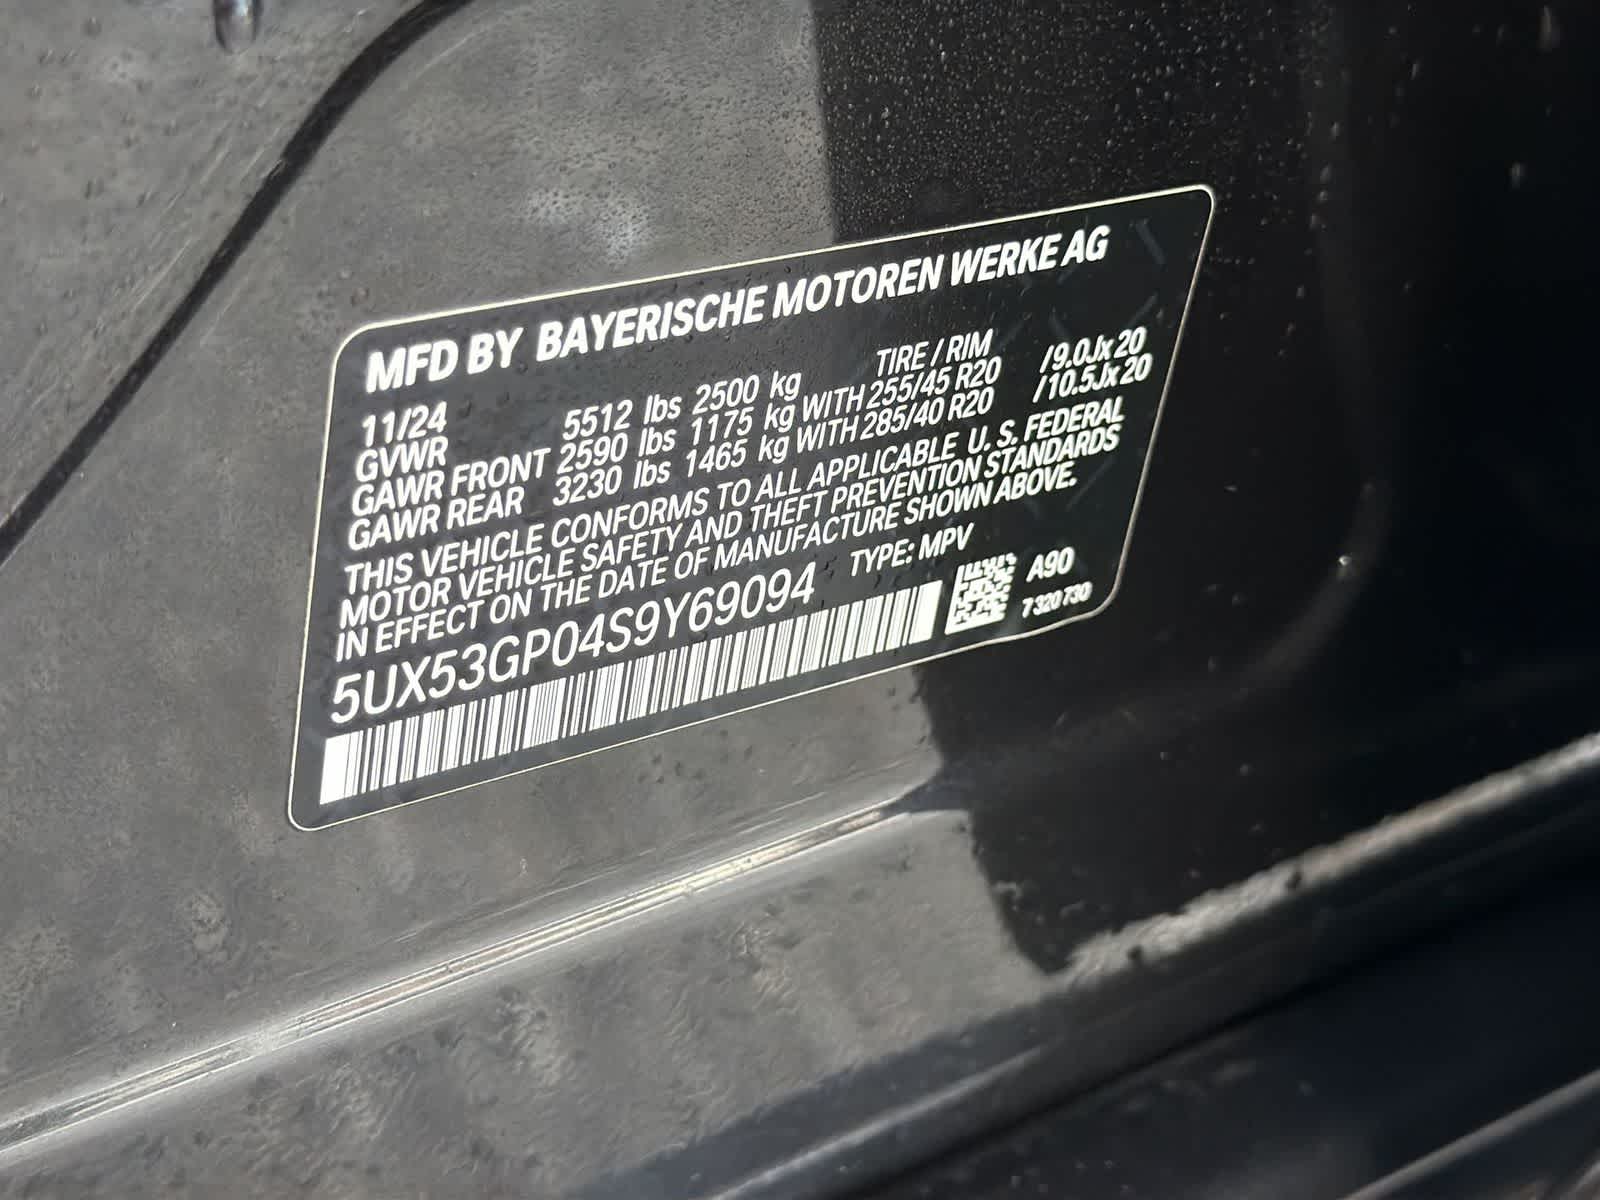 MFD BY BAYERISCHE MOTOREN WERKE AG
11/24 TIRE / RIM
GVWR 5512 lbs 2500 kg
GAWR FRONT 2590 lbs 1175 kg WITH 255/45 R20 /9.0Jx20
GAWR REAR 3230 lbs 1465 kg WITH 285/40 R20 /10.5Jx20
THIS VEHICLE CONFORMS TO ALL APPLICABLE U. S. FEDERAL
MOTOR VEHICLE SAFETY AND THEFT PREVENTION STANDARDS
IN EFFECT ON THE DATE OF MANUFACTURE SHOWN ABOVE.
5UX53GP04S9Y69094 TYPE: MPV
A90
7 320 730